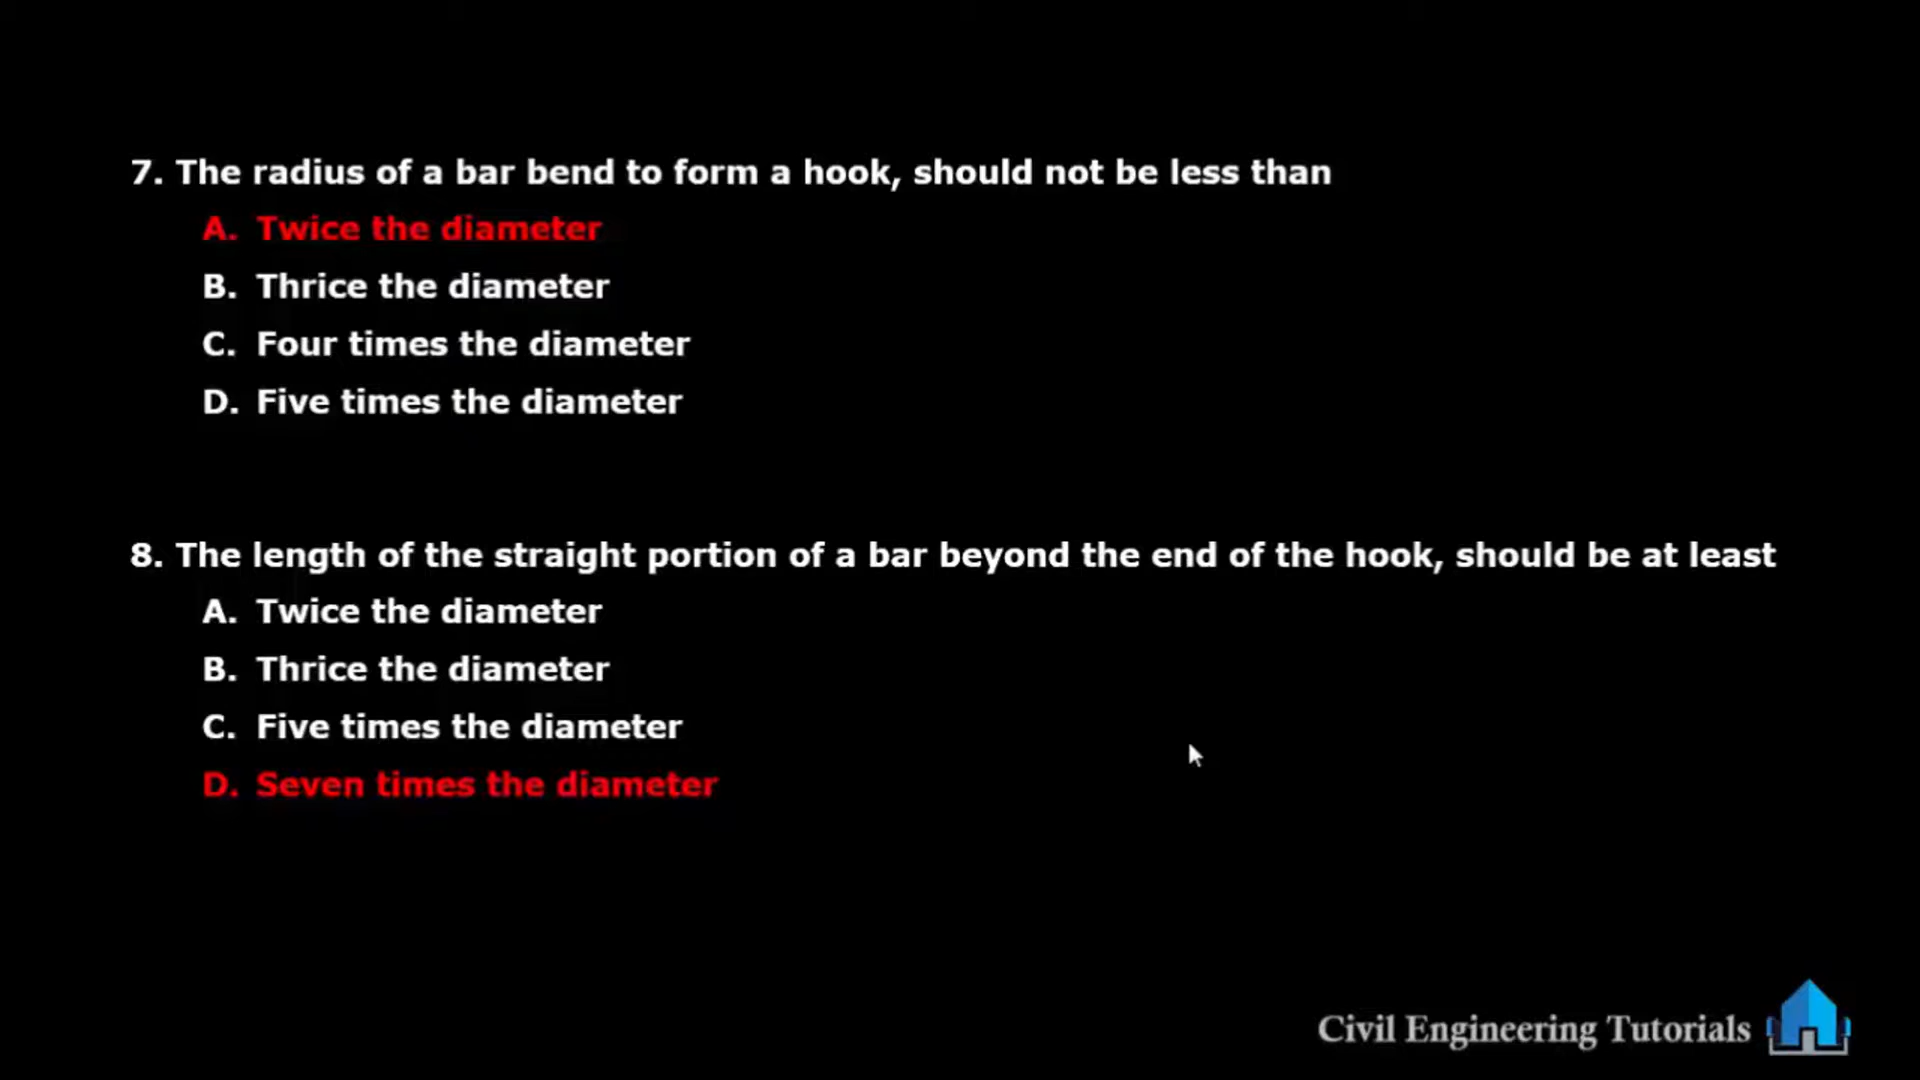 7. The radius of a bar bend to form a hook, should not be less than
A. Twice the diameter
B. Thrice the diameter
C. Four times the diameter
D. Five times the diameter
8. The length of the straight portion of a bar beyond the end of the hook, should be at least
A. Twice the diameter
B. Thrice the diameter
C. Five times the diameter
D. Seven times the diameter
Civil Engineering Tutorials